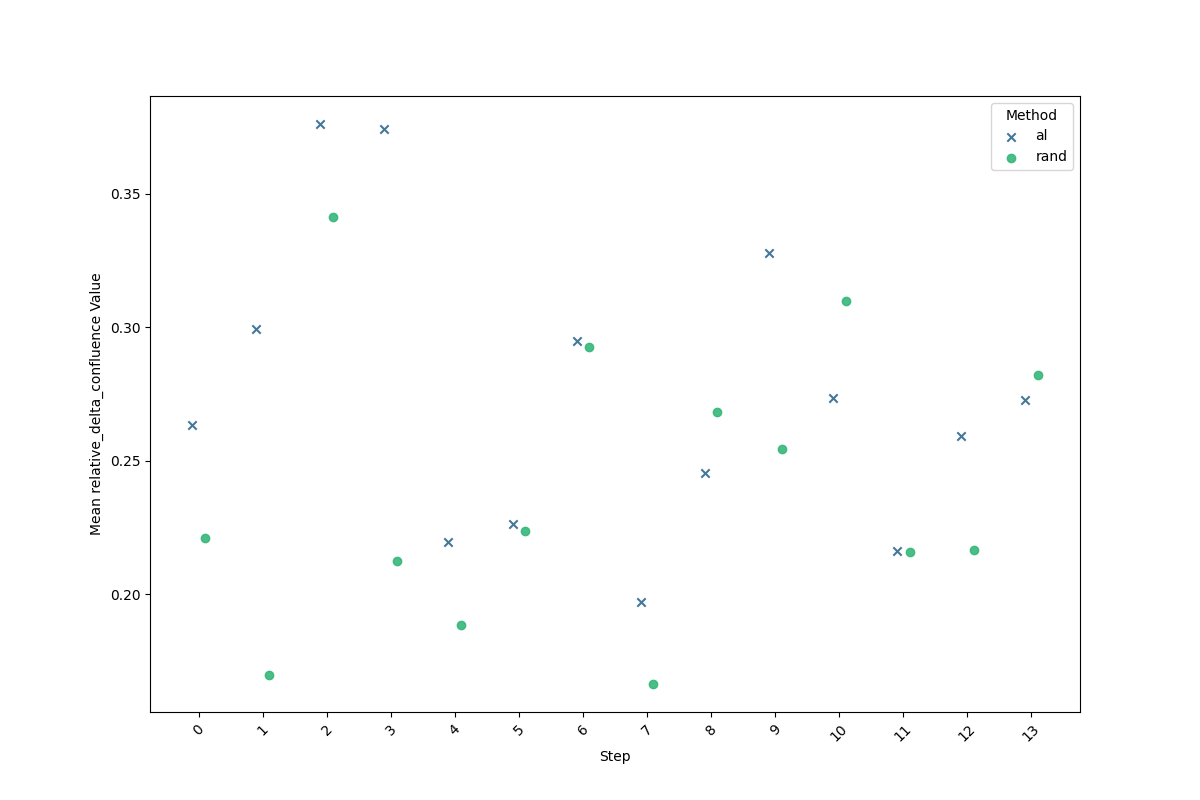 Method
al
rand
0.35
0.30
0.25
0.20
Mean relative_delta_confluence Value
0 1 2 3 4 5 6 7 8 9 10 11 12 13
Step